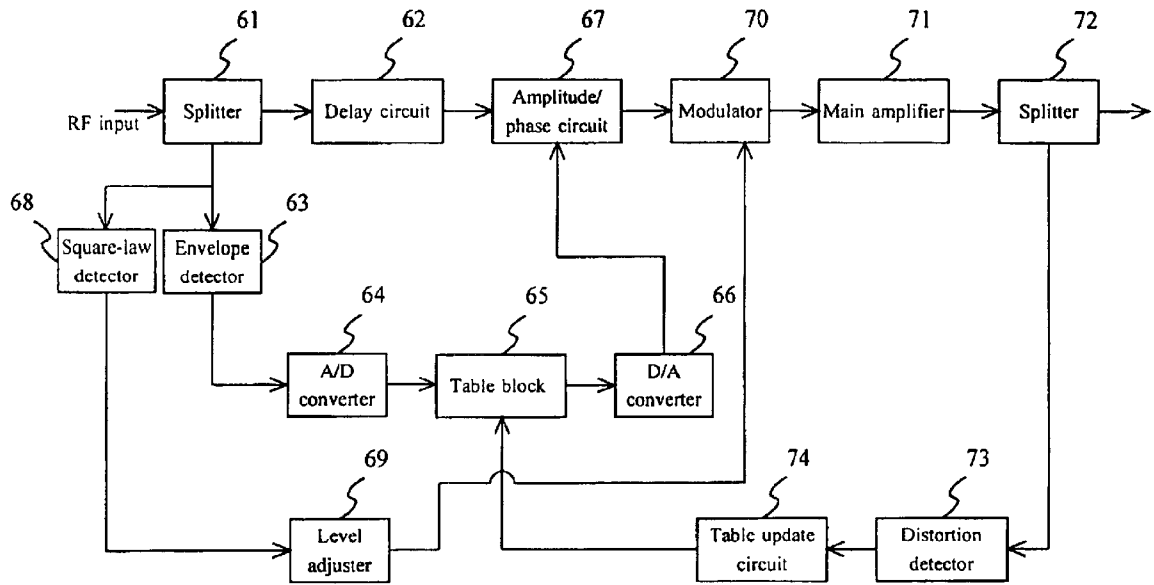 61
62
67
70
71
72
RF input
Splitter
Delay circuit
Amplitude/
phase circuit
Modulator
Main amplifier
Splitter
68
63
Square-law
detector
Envelope
detector
64
65
66
A/D
converter
Table block
D/A
converter
69
74
73
Level
adjuster
Table update
circuit
Distortion
detector